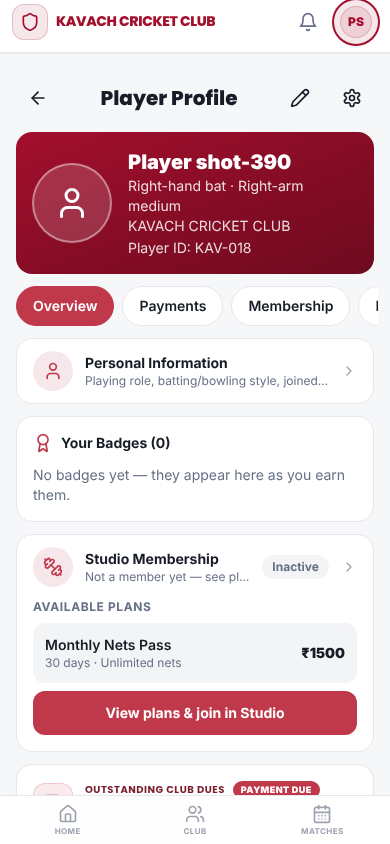 KAVACH CRICKET CLUB
PS
Player Profile
Player shot-390
Right-hand bat · Right-arm
medium
KAVACH CRICKET CLUB
Player ID: KAV-018
Overview
Payments
Membership
Personal Information
Playing role, batting/bowling style, joined...
Your Badges (0)
No badges yet — they appear here as you earn
them.
Studio Membership
Not a member yet — see pl...
Inactive
AVAILABLE PLANS
Monthly Nets Pass
30 days · Unlimited nets
₹1500
View plans & join in Studio
OUTSTANDING CLUB DUES
PAYMENT DUE
HOME
CLUB
MATCHES